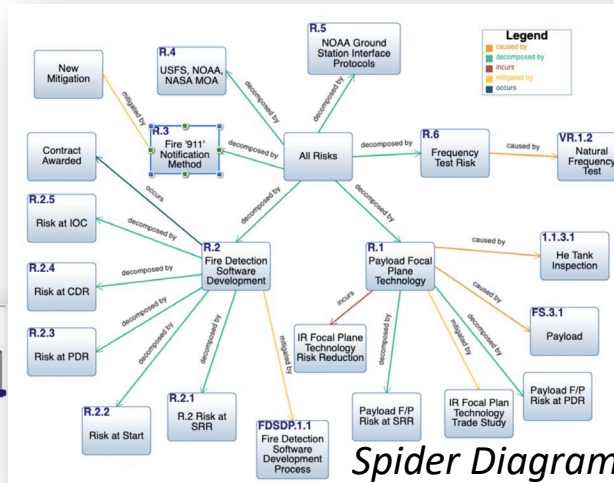 R.5
NOAA Ground
Station Interface
Protocols
Legend
caused by
decomposed by
incurs
mitigated by
occurs
R.4
USFS, NOAA,
NASA MOA
New
Mitigation
mitigated by
decomposed by
decomposed by
R.3
Fire '911'
Notification
Method
decomposed by
All Risks
decomposed by
R.6
Frequency
Test Risk
caused by
VR.1.2
Natural
Frequency
Test
Contract
Awarded
occurs
decomposed by
decomposed by
R.2.5
Risk at IOC
decomposed by
R.2
Fire Detection
Software
Development
R.1
Payload Focal
Plane
Technology
caused by
1.1.3.1
He Tank
Inspection
R.2.4
Risk at CDR
decomposed by
caused by
FS.3.1
Payload
R.2.3
Risk at PDR
decomposed by
decomposed by
decomposed by
mitigated by
incurs
decomposed by
mitigated by
decomposed by
IR Focal Plane
Technology
Risk Reduction
R.2.2
Risk at Start
R.2.1
R.2 Risk at
SRR
FDSDP.1.1
Fire Detection
Software
Development
Process
Payload F/P
Risk at SRR
IR Focal Plan
Technology
Trade Study
Payload F/P
Risk at PDR
Spider Diagram